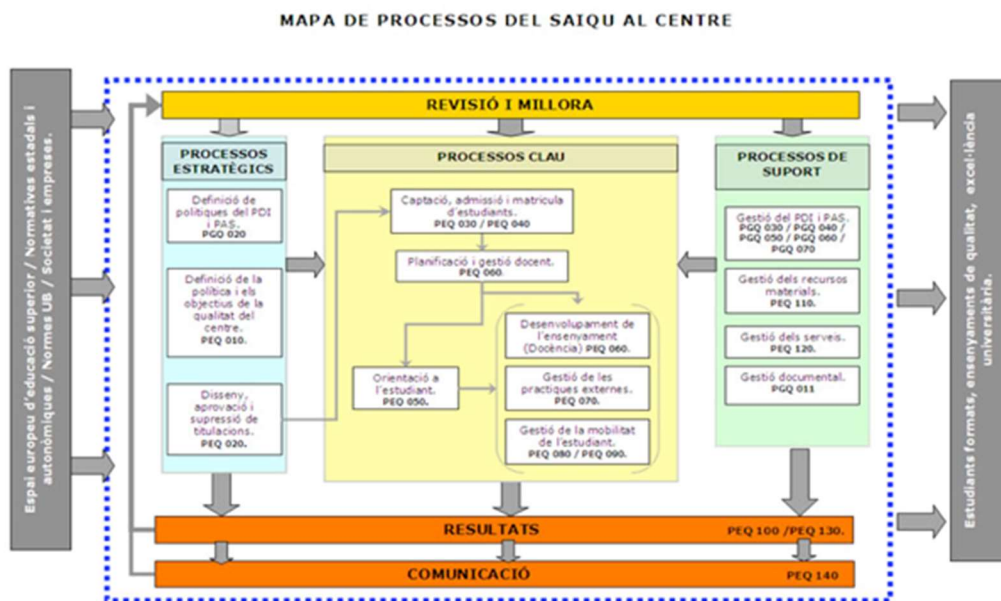 MAPA DE PROCESSOS DEL SAIQU AL CENTRE
Espai europeu d'educació superior / Normatives estadals i
autonòmiques / Normes UB / Societat i empreses.
REVISIÓ I MILLORA
PROCESSOS
ESTRATÈGICS
Definició de
polítiques del PDI
i PAS.
PGQ 020
Definició de la
política i els
objectius de la
qualitat del
centre.
PEQ 010.
Disseny,
aprovació i
supressió de
titulacions.
PEQ 020.
PROCESSOS CLAU
Captació, admissió i matricula
d'estudiants.
PEQ 030 / PEQ 040
Planificació i gestió docent.
PEQ 060.
Desenvolupament de
l'ensenyament
(Docència) PEQ 060.
Orientació a
l'estudiant.
PEQ 050.
Gestió de les
practiques externes.
PEQ 070.
Gestió de la mobilitat
de l'estudiant.
PEQ 080 / PEQ 090.
PROCESSOS DE
SUPORT
Gestió del PDI i PAS.
PGQ 030 / PGQ 040 /
PGQ 050 / PGQ 060 /
PGQ 070
Gestió dels recursos
materials.
PEQ 110.
Gestió dels serveis.
PEQ 120.
Gestió documental.
PGQ 011
RESULTATS PEQ 100 /PEQ 130.
COMUNICACIÓ PEQ 140
Estudiants formats, ensenyaments de qualitat, excel·lència
universitària.